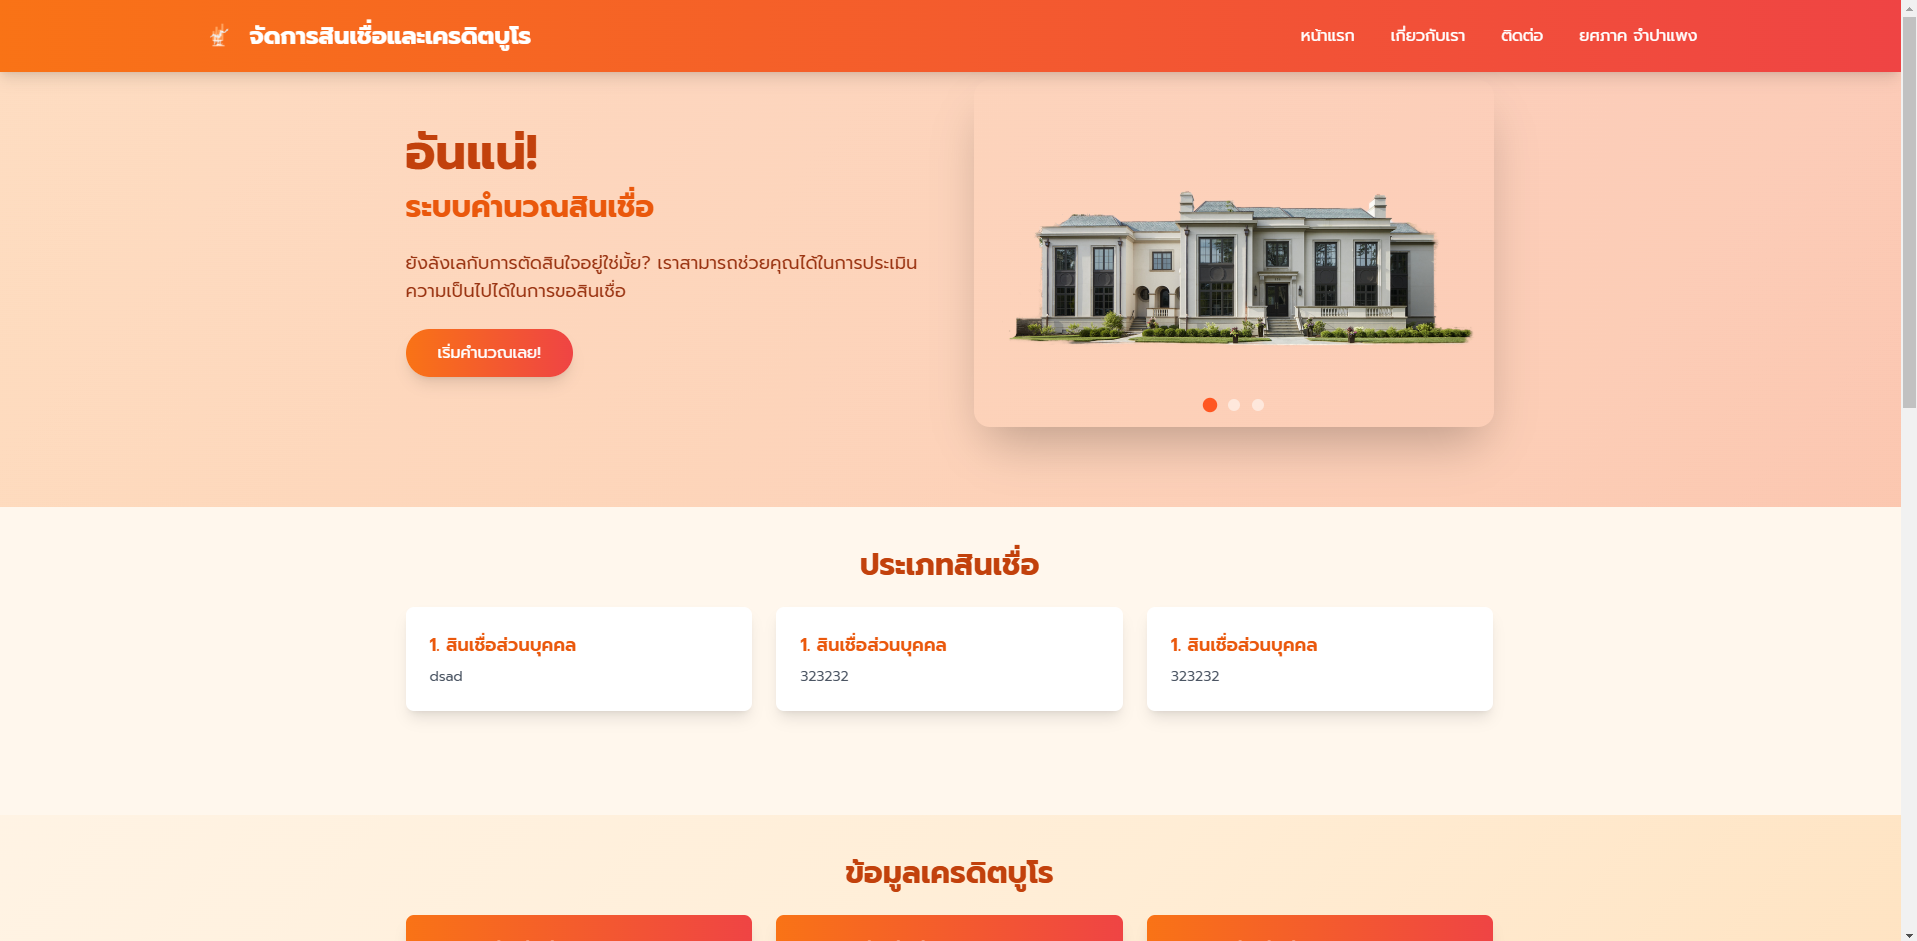 จัดการสินเชื่อและเครดิตบูโร
หน้าแรก เกี่ยวกับเรา ติดต่อ ยศภาค จำปาแพง
อันแน่!
ระบบคำนวณสินเชื่อ
ยังลังเลกับการตัดสินใจอยู่ใช่มั้ย? เราสามารถช่วยคุณได้ในการประเมิน
ความเป็นไปได้ในการขอสินเชื่อ
เริ่มคำนวณเลย!
ประเภทสินเชื่อ
1. สินเชื่อส่วนบุคคล
dsad
1. สินเชื่อส่วนบุคคล
323232
1. สินเชื่อส่วนบุคคล
323232
ข้อมูลเครดิตบูโร